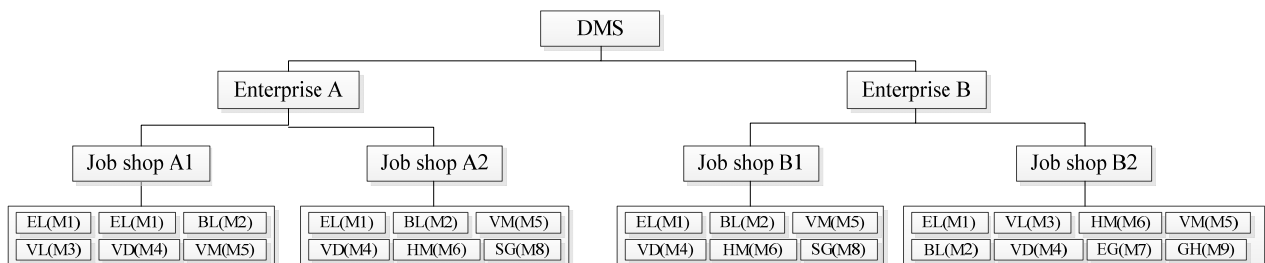 DMS
Enterprise A Enterprise B
Job shop A1 Job shop A2 Job shop B1 Job shop B2
EL(M1) EL(M1) BL(M2) EL(M1) BL(M2) VM(M5) EL(M1) BL(M2) VM(M5) EL(M1) VL(M3) HM(M6) VM(M5)
VL(M3) VD(M4) VM(M5) VD(M4) HM(M6) SG(M8) VD(M4) HM(M6) SG(M8) BL(M2) VD(M4) EG(M7) GH(M9)